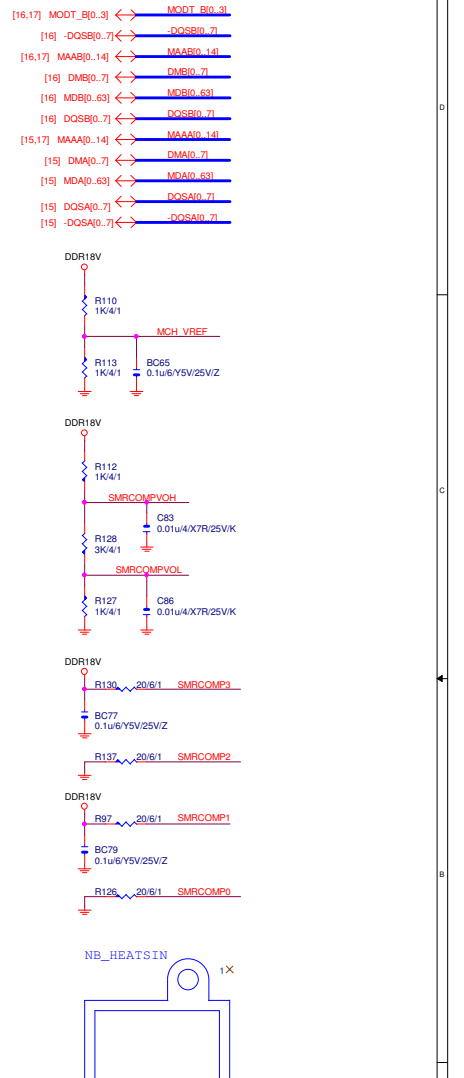 [16,17] MODT_B[0..3] MODT_B[0..3]
[16] -DQSB[0..7] -DQSB[0..7]
[16,17] MAAB[0..14] MAAB[0..14]
[16] DMB[0..7] DMB[0..7]
[16] MDB[0..63] MDB[0..63]
[16] DQSB[0..7] DQSB[0..7]
[15,17] MAAA[0..14] MAAA[0..14]
[15] DMA[0..7] DMA[0..7]
[15] MDA[0..63] MDA[0..63]
[15] DQSA[0..7] DQSA[0..7]
[15] -DQSA[0..7] -DQSA[0..7]
D
DDR18V
R110
1K/4/1
MCH_VREF
R113
1K/4/1
BC65
0.1u/6/Y5V/25V/Z
DDR18V
R112
1K/4/1
C
SMRCOMPVOH
C83
0.01u/4/X7R/25V/K
R128
3K/4/1
SMRCOMPVOL
R127
1K/4/1
C86
0.01u/4/X7R/25V/K
DDR18V
R130 20/6/1 SMRCOMP3
BC77
0.1u/6/Y5V/25V/Z
R137 20/6/1 SMRCOMP2
DDR18V
R97 20/6/1 SMRCOMP1
BC79
0.1u/6/Y5V/25V/Z
B
R126 20/6/1 SMRCOMP0
NB_HEATSIN
1